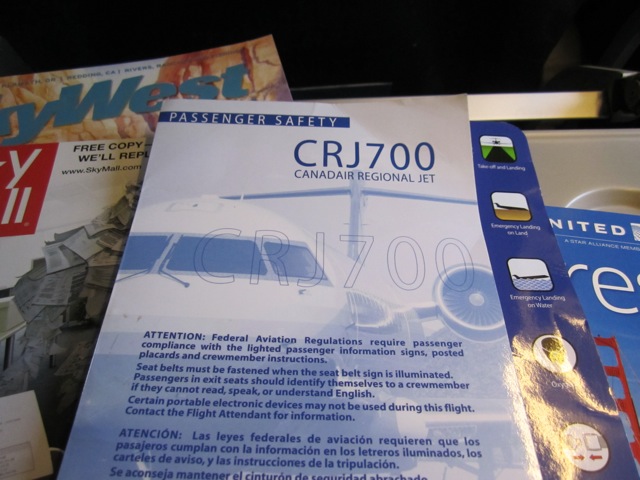 REDDING, CA | RIVERS,
SkyWest
FREE COPY
WE'LL REPL
www.SkyMall.com
PASSENGER SAFETY
CRJ700
CANADAIR REGIONAL JET
CRJ700
ATTENTION: Federal Aviation Regulations require passenger
compliance with the lighted passenger information signs, posted
placards and crewmember instructions.
Seat belts must be fastened when the seat belt sign is illuminated.
Passengers in exit seats should identify themselves to a crewmember
if they cannot read, speak, or understand English.
Certain portable electronic devices may not be used during this flight.
Contact the Flight Attendant for information.
ATENCIÓN: Las leyes federales de aviación requieren que los
pasajeros cumplan con la información en los letreros iluminados, los
carteles de aviso, y las instrucciones de la tripulación.
Se aconseja mantener el cinturón de seguridad abrochado
Take-off and Landing
Emergency Landing
on Land
Emergency Landing
on Water
Oxy
UNITED
A STAR ALLIANCE MEMBER